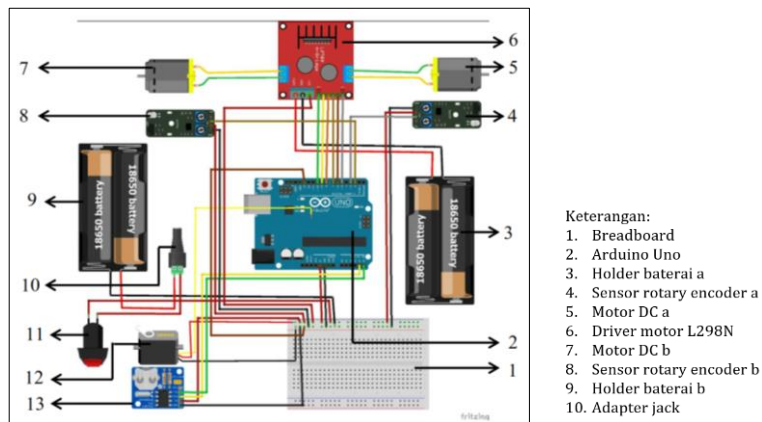 6
7
5
8
4
18650 battery
18650 battery
UNO
18650 battery
18650 battery
9
3
10
11
12
2
1
13
fritzing
Keterangan:
1. Breadboard
2. Arduino Uno
3. Holder baterai a
4. Sensor rotary encoder a
5. Motor DC a
6. Driver motor L298N
7. Motor DC b
8. Sensor rotary encoder b
9. Holder baterai b
10. Adapter jack